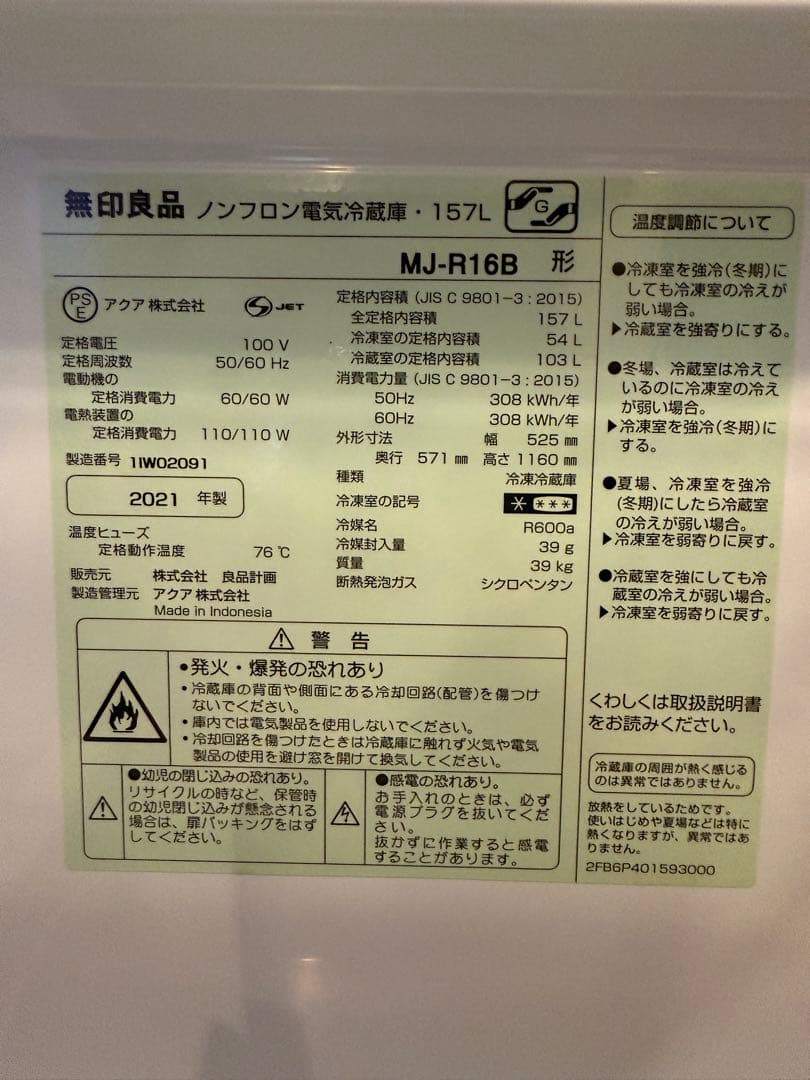 無印良品 ノンフロン電気冷蔵庫・157L G
MJ-R16B 形
PS E アクア株式会社 S JET
定格電圧 100 V
定格周波数 50/60 Hz
電動機の
定格消費電力 60/60 W
電熱装置の
定格消費電力 110/110 W
製造番号 1IW02091
2021 年製
温度ヒューズ
定格動作温度 76 ℃
販売元 株式会社 良品計画
製造管理元 アクア株式会社
Made in Indonesia
定格内容積 (JIS C 9801-3 : 2015)
全定格内容積 157 L
冷凍室の定格内容積 54 L
冷蔵室の定格内容積 103 L
消費電力量 (JIS C 9801-3 : 2015)
50Hz 308 kWh/年
60Hz 308 kWh/年
外形寸法 幅 525 mm
奥行 571 mm 高さ 1160 mm
種類 冷凍冷蔵庫
冷凍室の記号 * ***
冷媒名 R600a
冷媒封入量 39 g
質量 39 kg
断熱発泡ガス シクロペンタン
⚠ 警 告
•発火・爆発の恐れあり
•冷蔵庫の背面や側面にある冷却回路(配管)を傷つけ
ないでください。
•庫内では電気製品を使用しないでください。
•冷却回路を傷つけたときは冷蔵庫に触れず火気や電気
製品の使用を避け窓を開けて換気してください。
●幼児の閉じ込みの恐れあり。
リサイクルの時など、保管時
の幼児閉じ込みが懸念される
場合は、扉パッキングをはず
してください。
●感電の恐れあり。
お手入れのときは、必ず
電源プラグを抜いてくだ
さい。
抜かずに作業すると感電
することがあります。
温度調節について
●冷凍室を強冷(冬期)に
しても冷凍室の冷えが
弱い場合。
▶冷蔵室を強寄りにする。
●冬場、冷蔵室は冷えて
いるのに冷凍室の冷え
が弱い場合。
▶冷凍室を強冷(冬期)に
する。
●夏場、冷凍室を強冷
(冬期)にしたら冷蔵室
の冷えが弱い場合。
▶冷凍室を弱寄りに戻す。
●冷蔵室を強にしても冷
蔵室の冷えが弱い場合。
▶冷凍室を弱寄りに戻す。
くわしくは取扱説明書
をお読みください。
冷蔵庫の周囲が熱く感じる
のは異常ではありません。
放熱をしているためです。
使いはじめや夏場などは特に
熱くなりますが、異常ではあ
りません。
2FB6P401593000